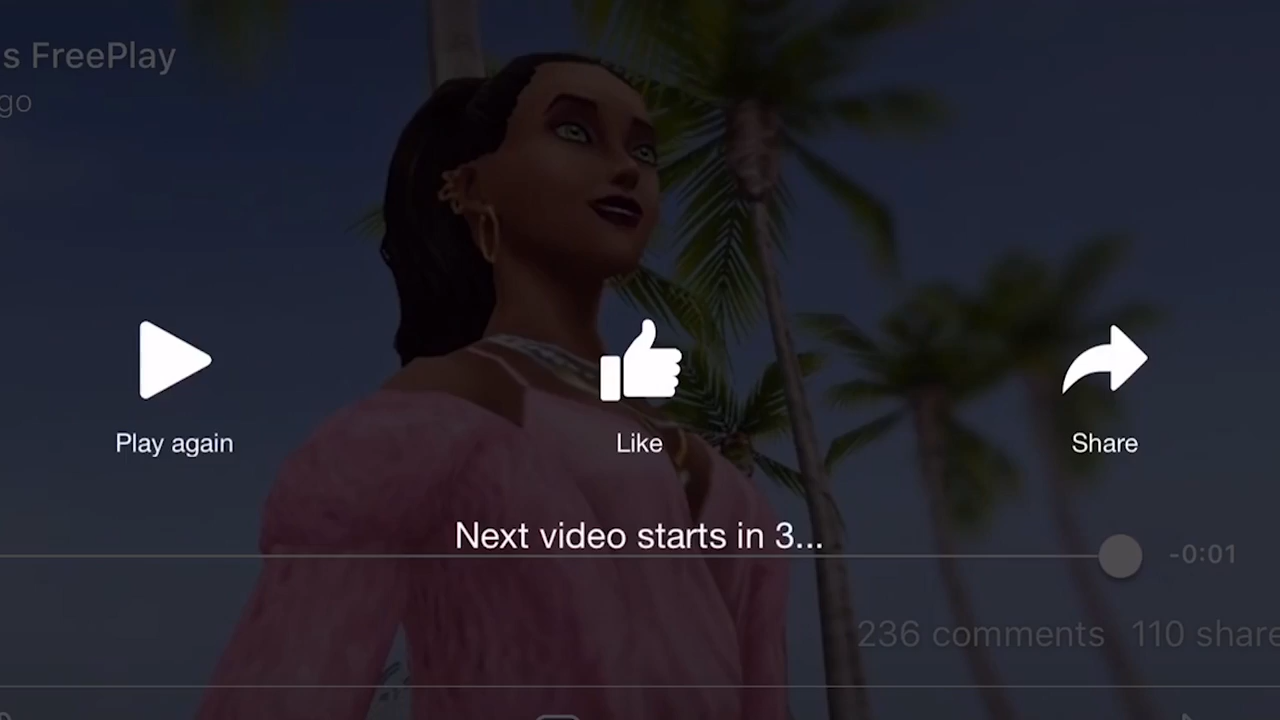 s FreePlay
go
Play again
Like
Share
Next video starts in 3...
-0:01
236 comments 110 share